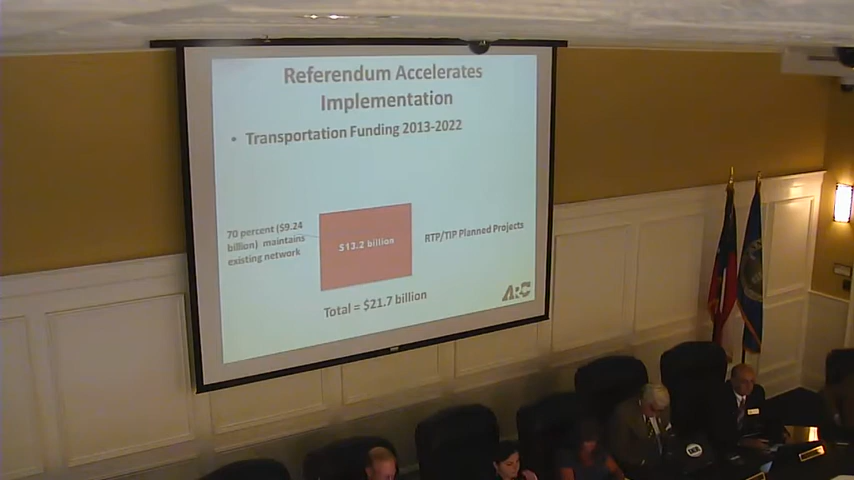 Referendum Accelerates
Implementation
• Transportation Funding 2013-2022
70 percent ($9.24
billion) maintains
existing network
$13.2 billion
RTP/TIP Planned Projects
Total = $21.7 billion
ARC